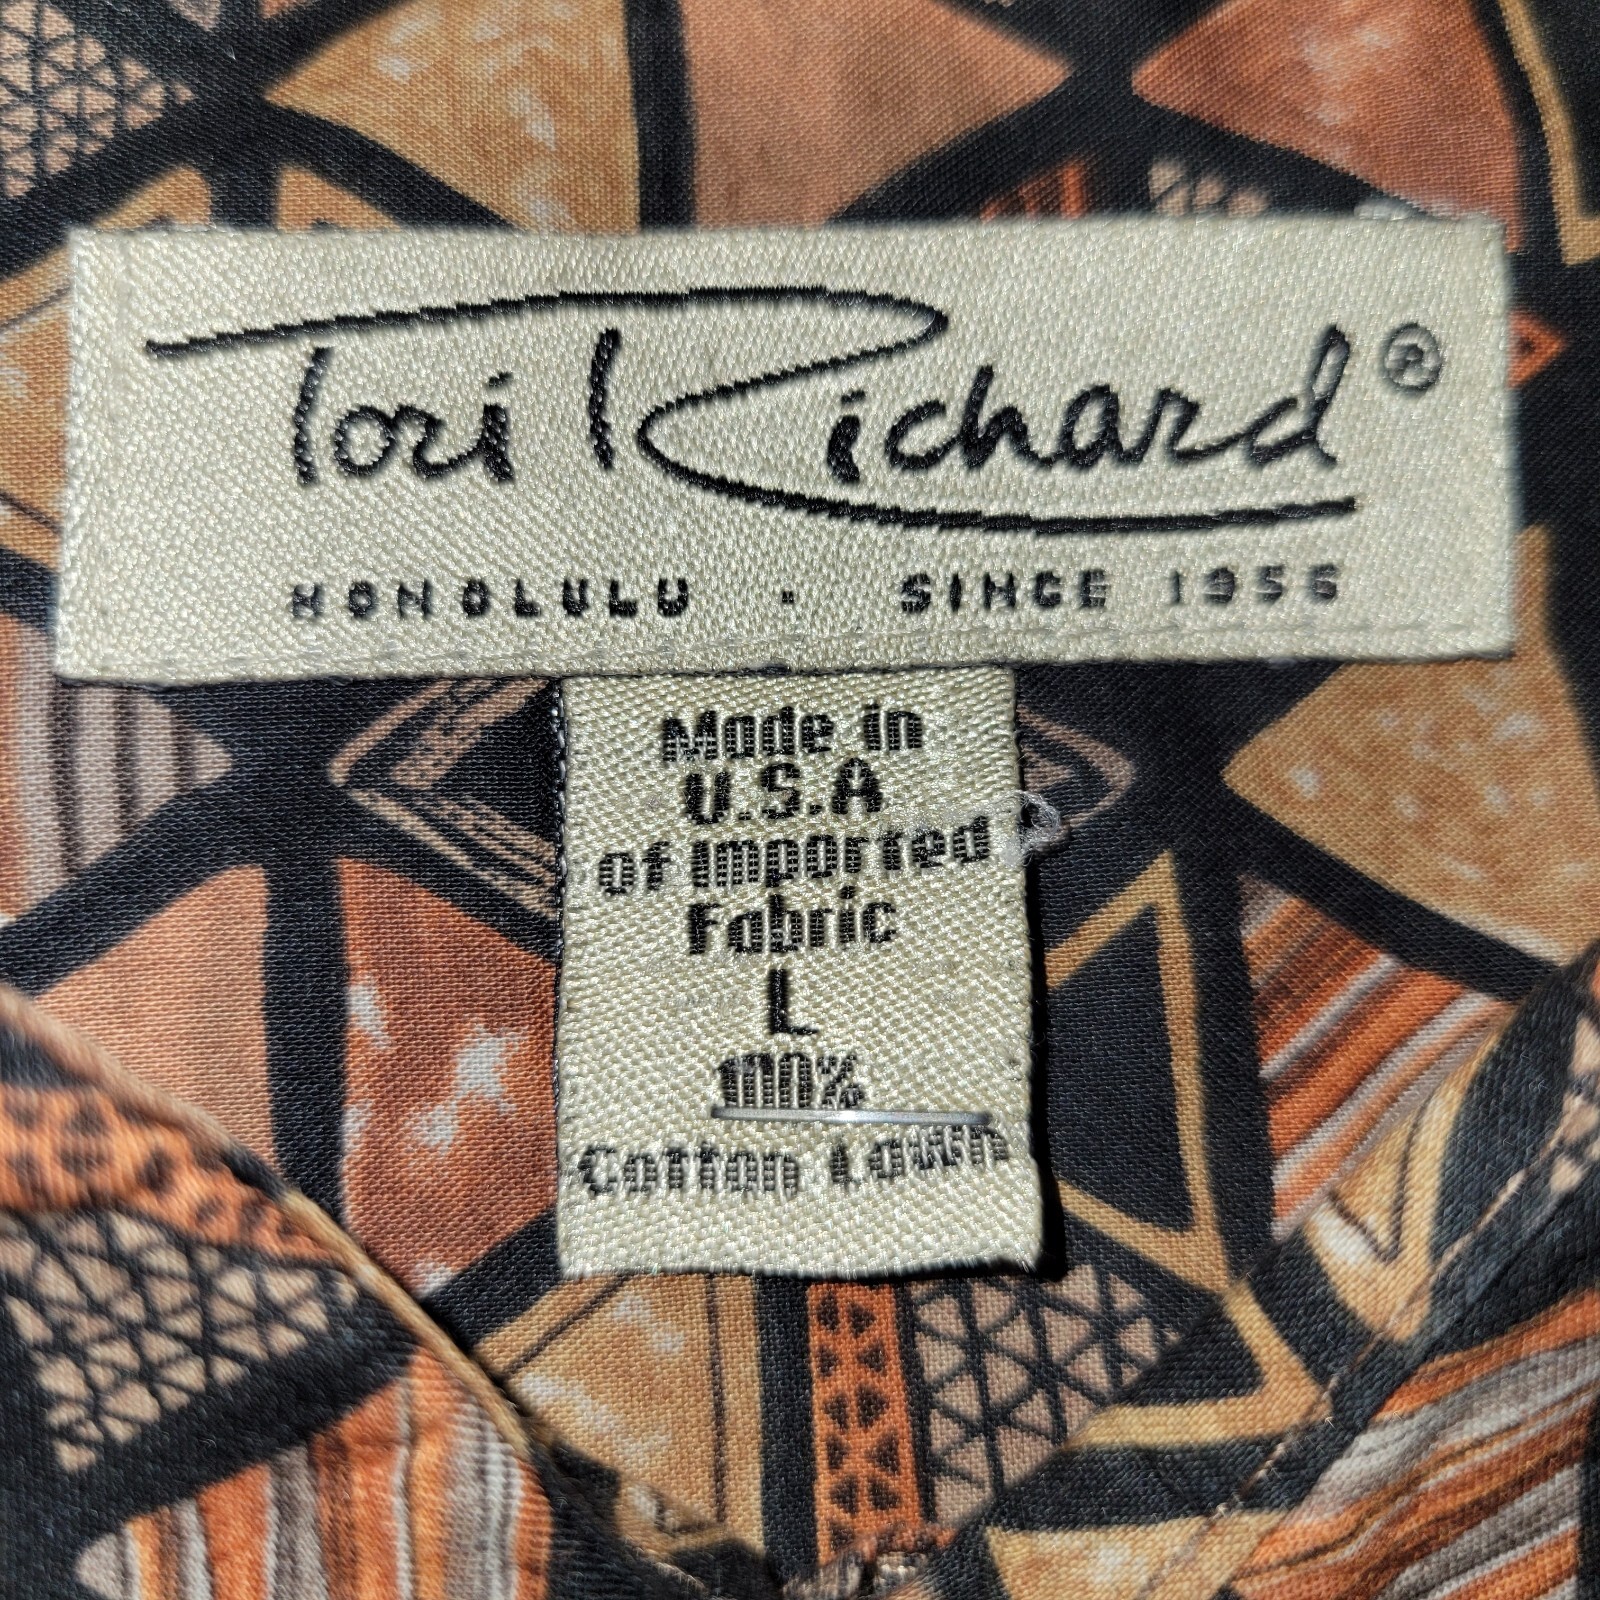 Tori Richard®
HONOLULU · SINCE 1956
Made in
U.S.A
of Imported
Fabric
L
100%
Cotton Lawn